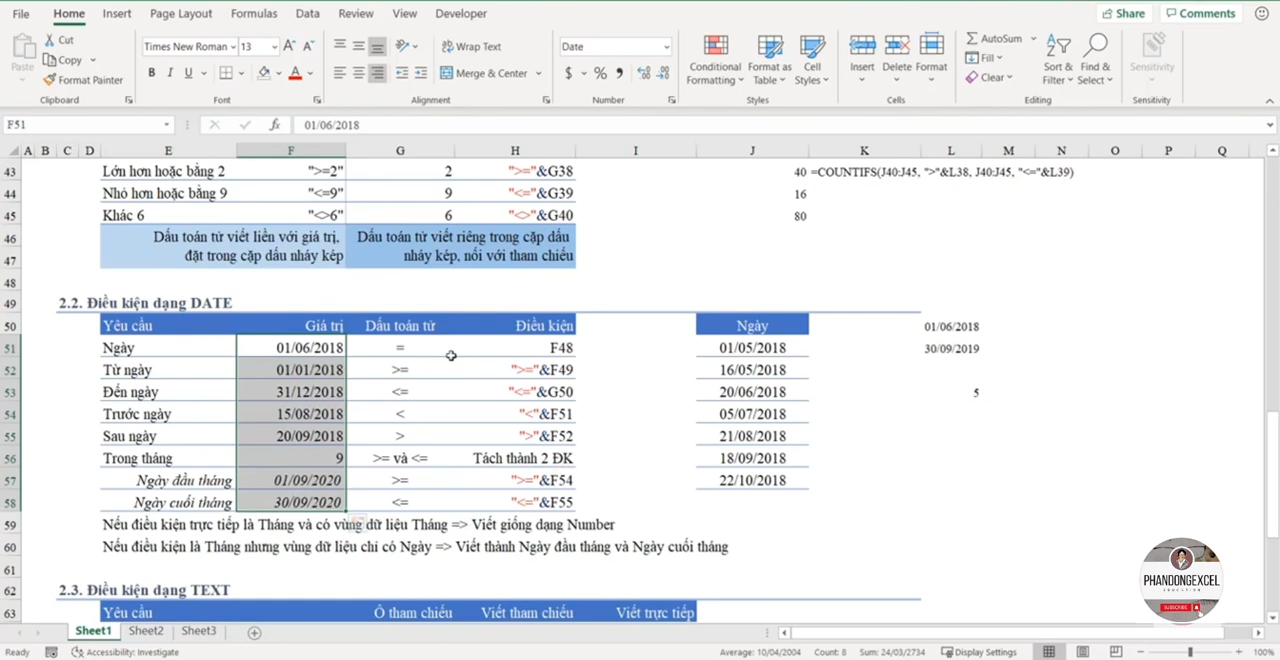 File Home Insert Page Layout Formulas Data Review View Developer Share Comments
Cut
Copy
Format Painter
Paste
Times New Roman 13
B I U
Wrap Text
Merge & Center
Date
$ %
Conditional Formatting
Format as Table
Cell Styles
Insert Delete Format
AutoSum
Fill
Clear
Sort & Filter
Find & Select
Sensitivity
Clipboard Font Alignment Number Styles Cells Editing Sensitivity
F51 fx 01/06/2018
A B C D E F G H I J K L M N O P Q
43 Lớn hơn hoặc bằng 2 ">=2" 2 ">="&G38 40 =COUNTIFS(J40:J45, ">"&L38, J40:J45, "<="&L39)
44 Nhỏ hơn hoặc bằng 9 "<=9" 9 "<="&G39 16
45 Khác 6 "<>6" 6 "<>"&G40 80
46 Dấu toán tử viết liền với giá trị, Dấu toán tử viết riêng trong cặp dấu
47 đặt trong cặp dấu nháy kép nháy kép, nối với tham chiếu
48
49 2.2. Điều kiện dạng DATE
50 Yêu cầu Giá trị Dấu toán tử Điều kiện Ngày 01/06/2018
51 Ngày 01/06/2018 = F48 01/05/2018 30/09/2019
52 Từ ngày 01/01/2018 >= ">="&F49 16/05/2018
53 Đến ngày 31/12/2018 <= "<="&G50 20/06/2018 5
54 Trước ngày 15/08/2018 < "<"&F51 05/07/2018
55 Sau ngày 20/09/2018 > ">"&F52 21/08/2018
56 Trong tháng 9 >= và <= Tách thành 2 ĐK 18/09/2018
57 Ngày đầu tháng 01/09/2020 >= ">="&F54 22/10/2018
58 Ngày cuối tháng 30/09/2020 <= "<="&F55
59 Nếu điều kiện trực tiếp là Tháng và có vùng dữ liệu Tháng => Viết giống dạng Number
60 Nếu điều kiện là Tháng nhưng vùng dữ liệu chỉ có Ngày => Viết thành Ngày đầu tháng và Ngày cuối tháng
61
62 2.3. Điều kiện dạng TEXT
63 Yêu cầu Ô tham chiếu Viết tham chiếu Viết trực tiếp
PHANDONGEXCEL
EDUCATION
SUBSCRIBE
Sheet1 Sheet2 Sheet3
Ready Accessibility: Investigate Average: 10/04/2004 Count: 8 Sum: 24/03/2734 Display Settings 100%